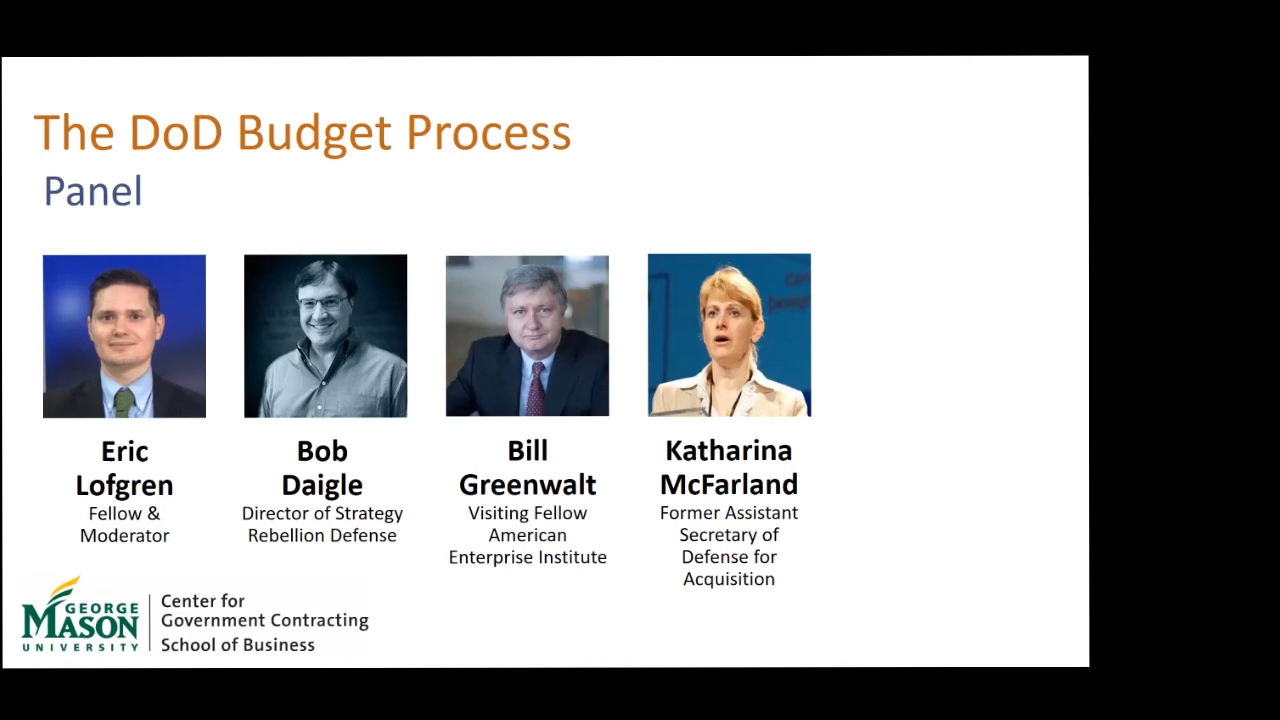 The DoD Budget Process
Panel
Eric
Lofgren
Fellow &
Moderator
Bob
Daigle
Director of Strategy
Rebellion Defense
Bill
Greenwalt
Visiting Fellow
American
Enterprise Institute
Katharina
McFarland
Former Assistant
Secretary of
Defense for
Acquisition
GEORGE
MASON
UNIVERSITY
Center for
Government Contracting
School of Business